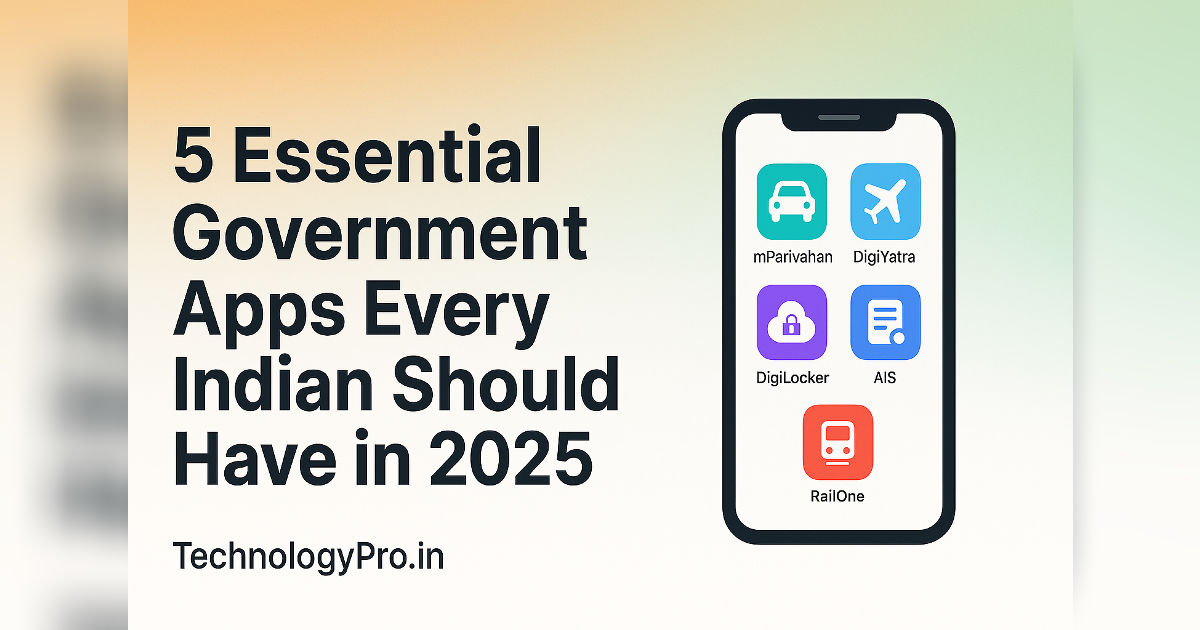 5 Essential
Government
Apps Every
Indian Should
Have in 2025
TechnologyPro.in
mParivahan
DigiYatra
DigiLocker
AIS
RailOne